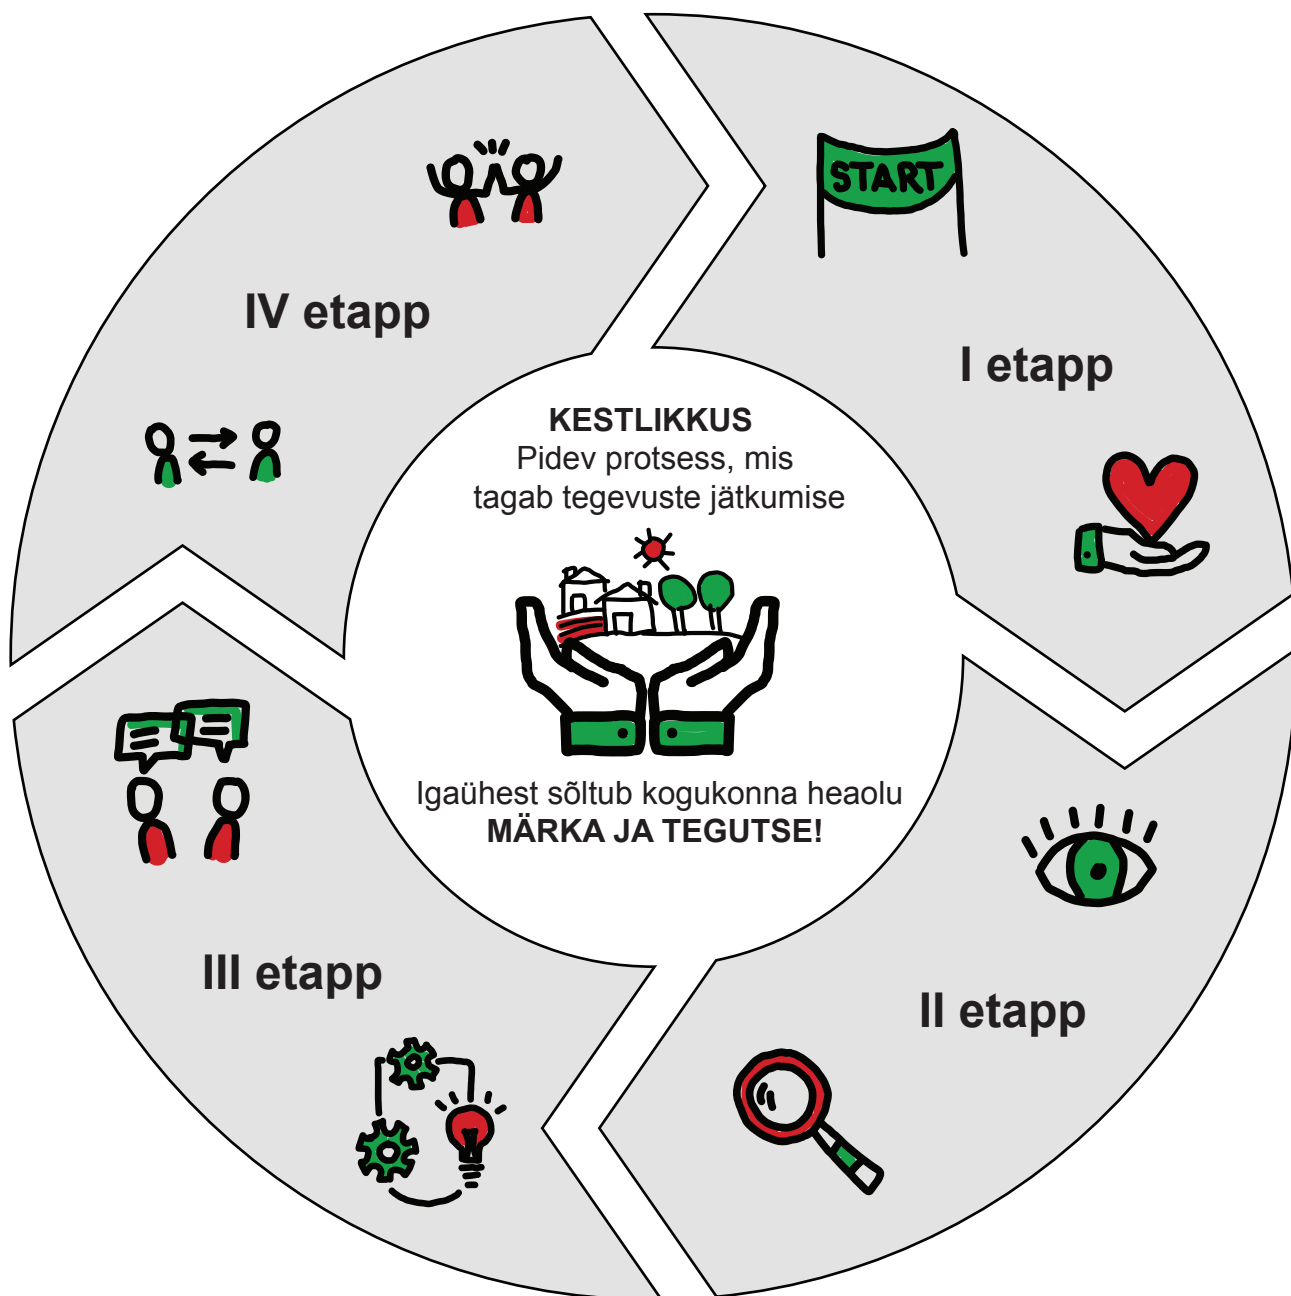 START
I etapp
II etapp
III etapp
IV etapp
KESTLIKKUS
Pidev protsess, mis
tagab tegevuste jätkumise
Igaühest sõltub kogukonna heaolu
MÄRKA JA TEGUTSE!